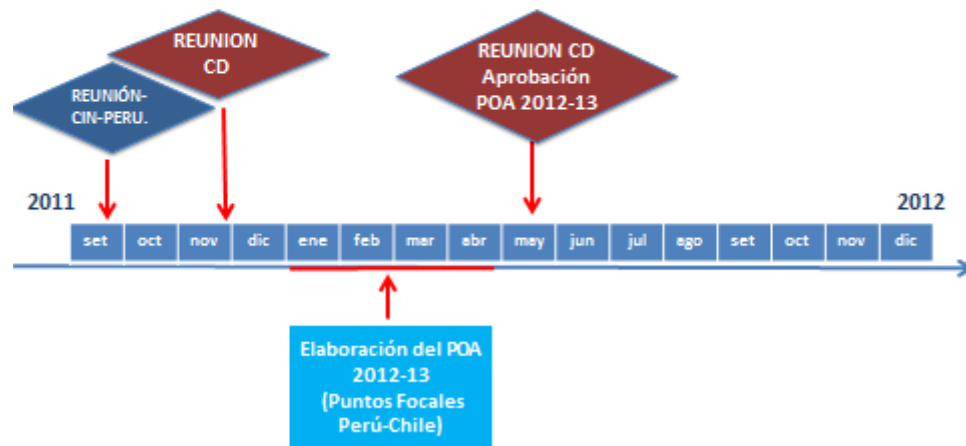 REUNION
CD
REUNIÓN-
CIN-PERU.
REUNION CD
Aprobación
POA 2012-13
2011
2012
set oct nov dic ene feb mar abr may jun jul ago set oct nov dic
Elaboración del POA
2012-13
(Puntos Focales
Perú-Chile)